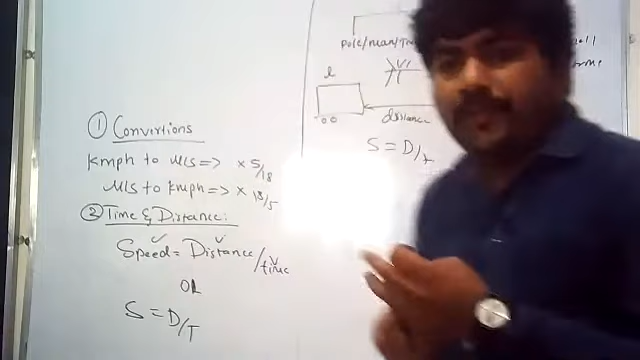 ① Convertions
Kmph to M/S => × 5/18
M/S to Kmph => × 18/5
② Time & Distance:
Speed = Distance/time
OR
S = D/T
Pole/man/
l
distance
S = D/T